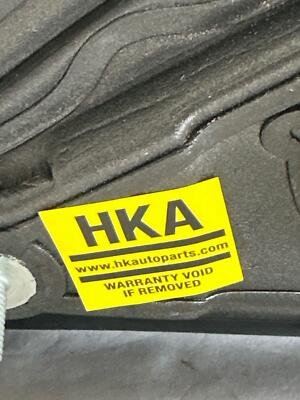 HKA
www.hkautoparts.com
WARRANTY VOID
IF REMOVED